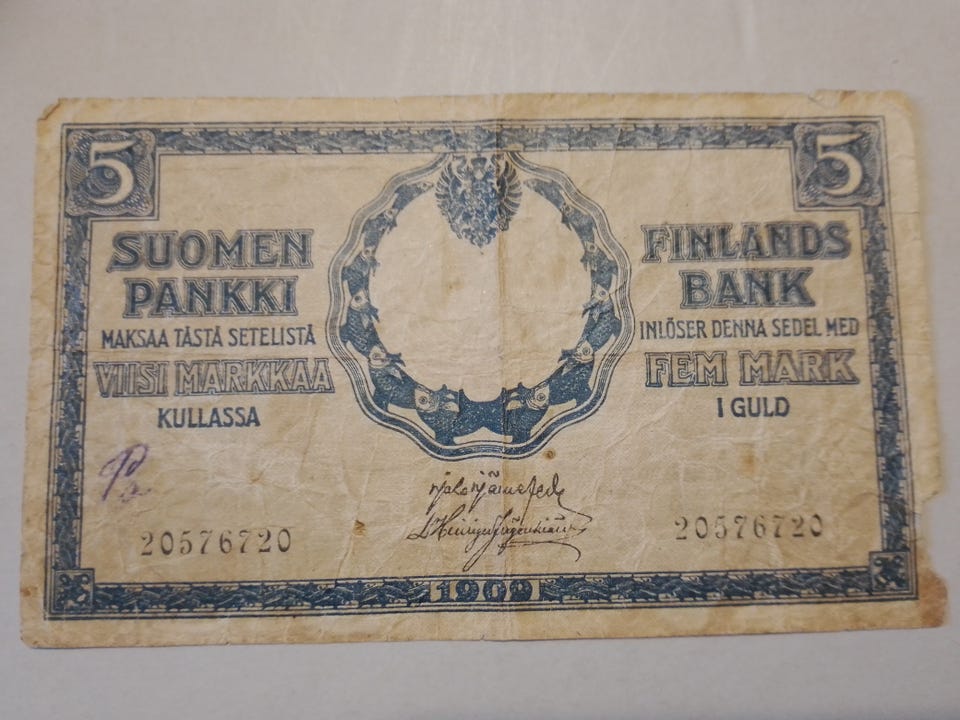 5
5
SUOMEN
PANKKI
MAKSAA TÄSTÄ SETELISTÄ
VIISI MARKKAA
KULLASSA
FINLANDS
BANK
INLÖSER DENNA SEDEL MED
FEM MARK
I GULD
20576720
20576720
1909